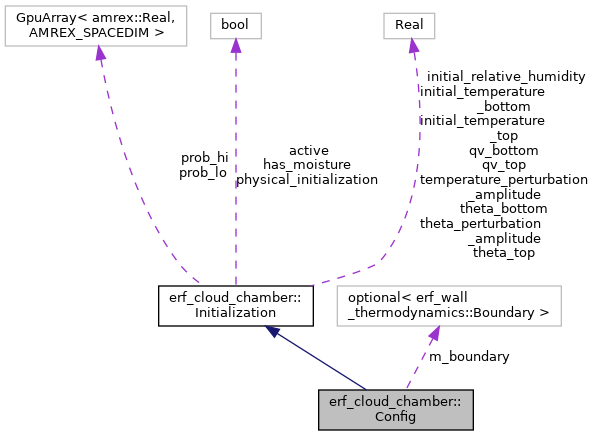 GpuArray< amrex::Real,
AMREX_SPACEDIM >
bool
Real
prob_hi
prob_lo
active
has_moisture
physical_initialization
initial_relative_humidity
initial_temperature
_bottom
initial_temperature
_top
qv_bottom
qv_top
temperature_perturbation
_amplitude
theta_bottom
theta_perturbation
_amplitude
theta_top
erf_cloud_chamber::
Initialization
optional< erf_wall
_thermodynamics::Boundary >
m_boundary
erf_cloud_chamber::
Config